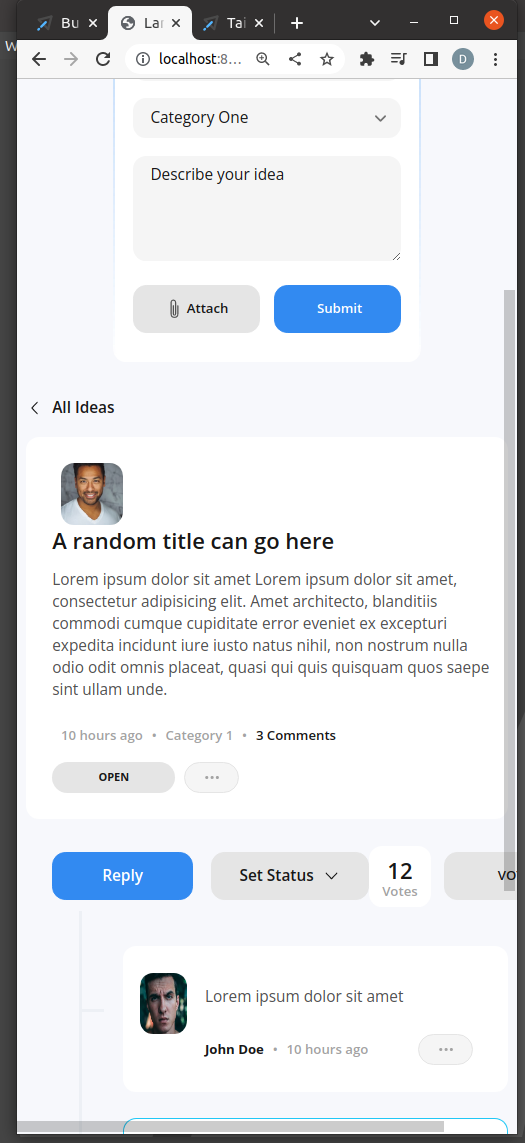 W
Bu
Lar
Tai
localhost:8…
D
Category One
Describe your idea
Attach
Submit
All Ideas
A random title can go here
Lorem ipsum dolor sit amet Lorem ipsum dolor sit amet,
consectetur adipisicing elit. Amet architecto, blanditiis
commodi cumque cupiditate error eveniet ex excepturi
expedita incidunt iure iusto natus nihil, non nostrum nulla
odio odit omnis placeat, quasi qui quis quisquam quos saepe
sint ullam unde.
10 hours ago • Category 1 • 3 Comments
OPEN
Reply
Set Status
12
Votes
VO
Lorem ipsum dolor sit amet
John Doe • 10 hours ago